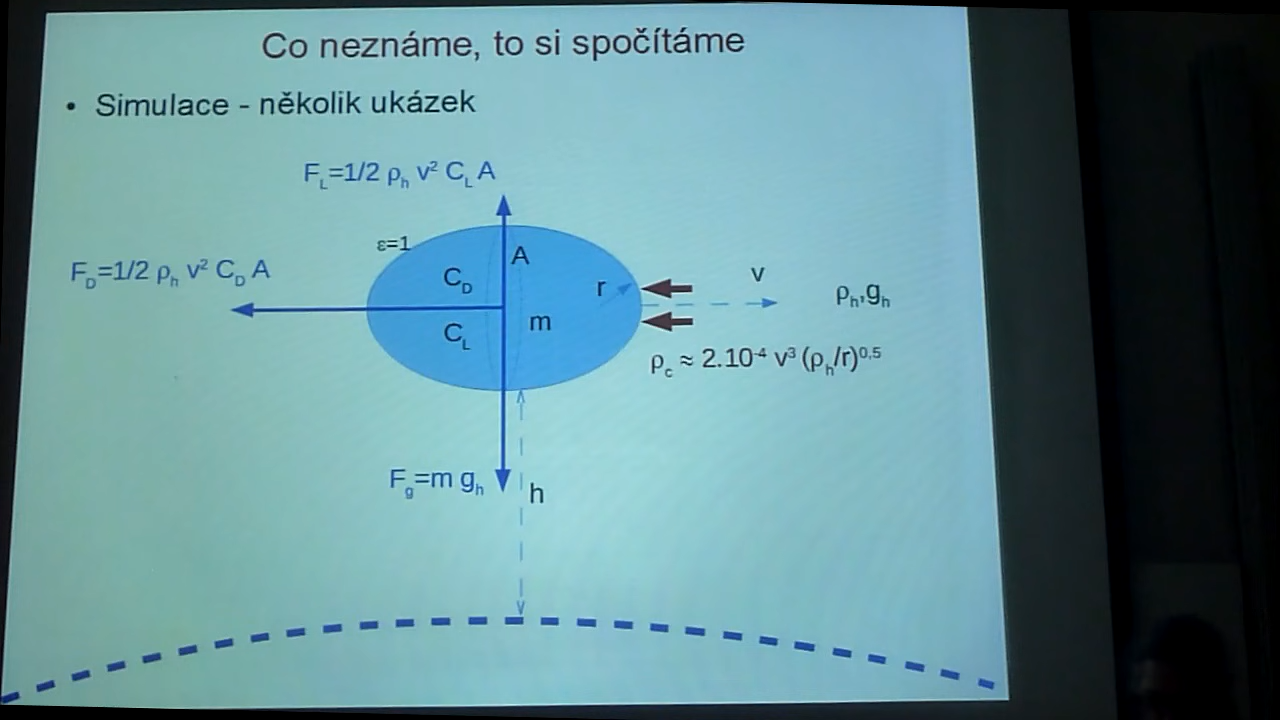 Co neznáme, to si spočítáme
• Simulace - několik ukázek
F_L=1/2 ρ_h v² C_L A
ε=1
A
F_D=1/2 ρ_h v² C_D A
C_D
r
v
ρ_h,g_h
C_L
m
ρ_c ≈ 2.10⁻⁴ v³ (ρ_h/r)⁰,⁵
F_g=m g_h
h